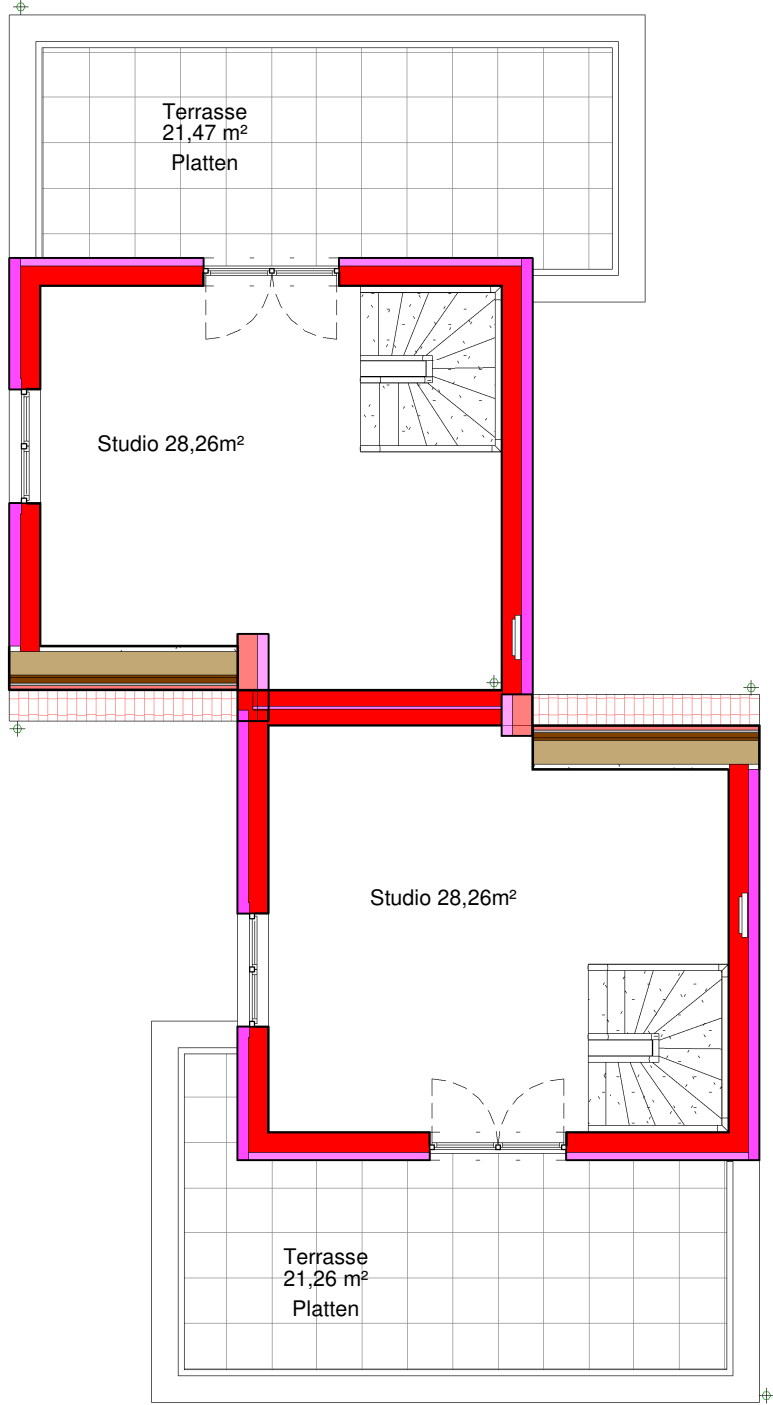 Terrasse
21,47 m²
Platten
Studio 28,26m²
Studio 28,26m²
Terrasse
21,26 m²
Platten